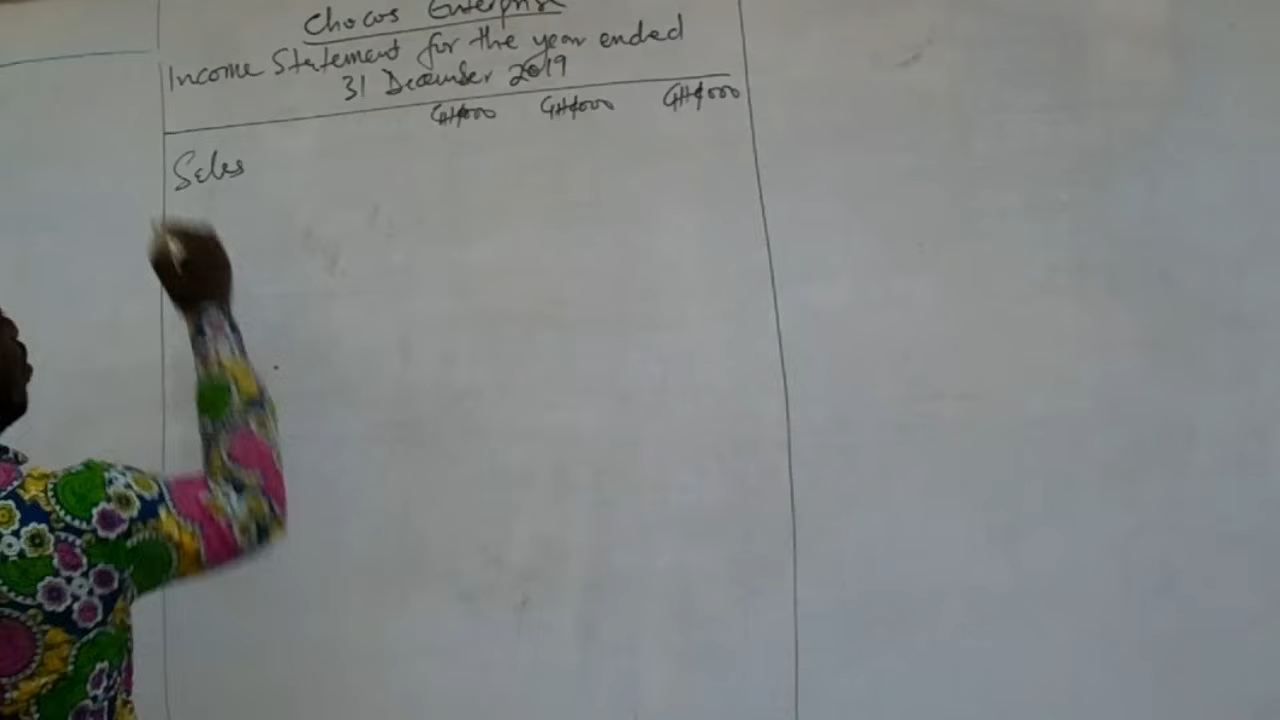 Chocos Enterprise
Income Statement for the year ended
31 December 2019
GH¢000 GH¢000 GH¢000
Sales